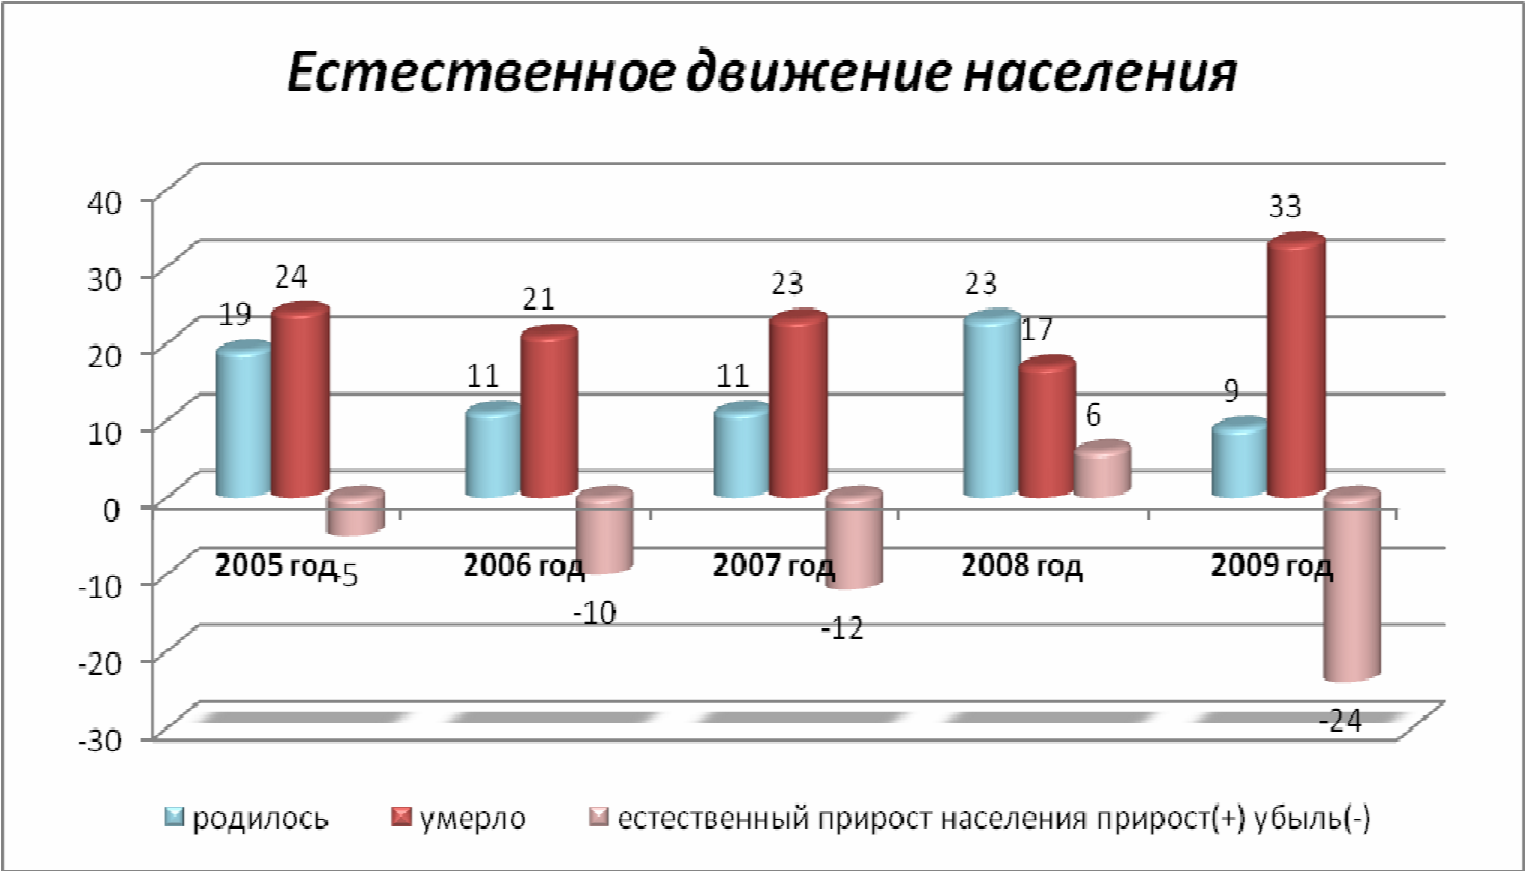 Естественное движение населения
40
30
20
10
0
-10
-20
-30
19
24
-5
11
21
-10
11
23
-12
23
17
6
9
33
-24
2005 год
2006 год
2007 год
2008 год
2009 год
родилось
умерло
естественный прирост населения прирост(+) убыль(-)